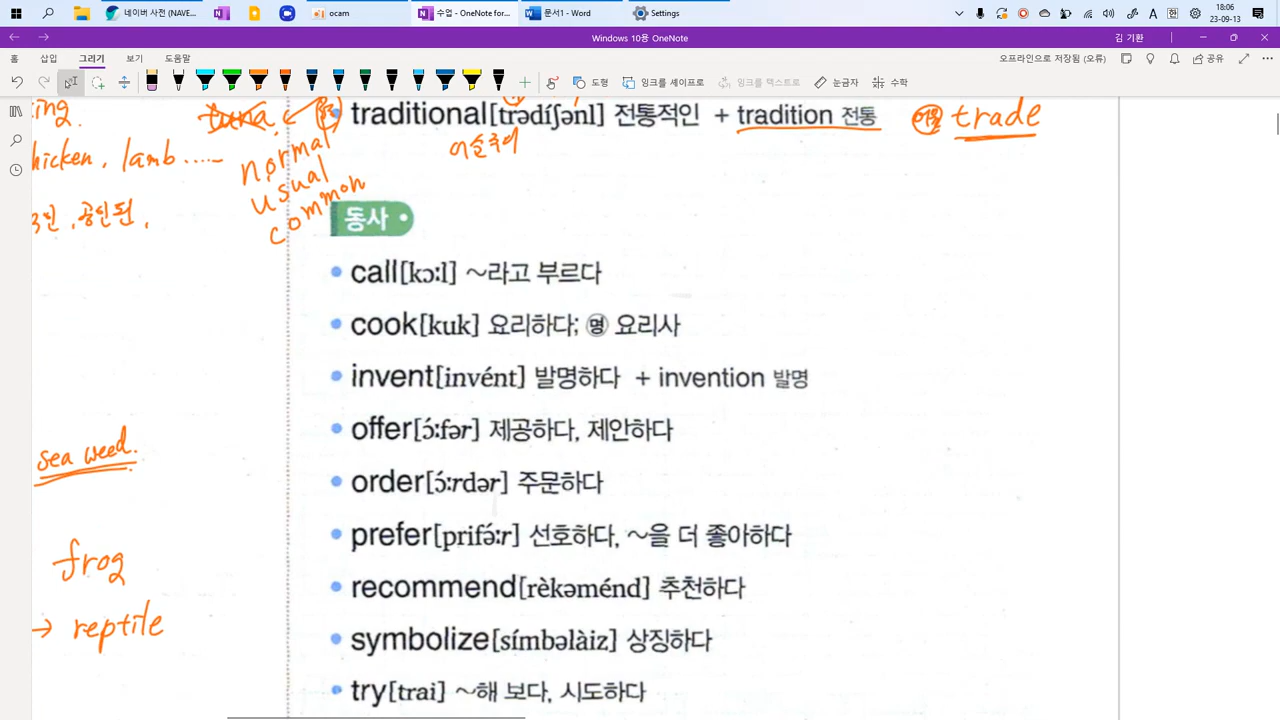 네이버 사전 (NAVE...
ocam
수업 - OneNote for...
문서1 - Word
Settings
A
한
18:06
23-09-13
Windows 10용 OneNote
김 기환
홈
삽입
그리기
보기
도움말
오프라인으로 저장됨 (오류)
공유
도형
잉크를 셰이프로
잉크를 텍스트로
눈금자
수학
traditional[trədíʃənl] 전통적인 + tradition 전통
trade
어솔주어
hicken, lamb .....
normal
usual
common
공인된,
동사
call[kɔːl] ~라고 부르다
cook[kuk] 요리하다; 명 요리사
invent[invént] 발명하다 + invention 발명
offer[ɔ́ːfər] 제공하다, 제안하다
order[ɔ́ːrdər] 주문하다
sea weed.
prefer[prifə́ːr] 선호하다, ~을 더 좋아하다
frog
recommend[rèkəménd] 추천하다
→ reptile
symbolize[símbəlàiz] 상징하다
try[trai] ~해 보다, 시도하다